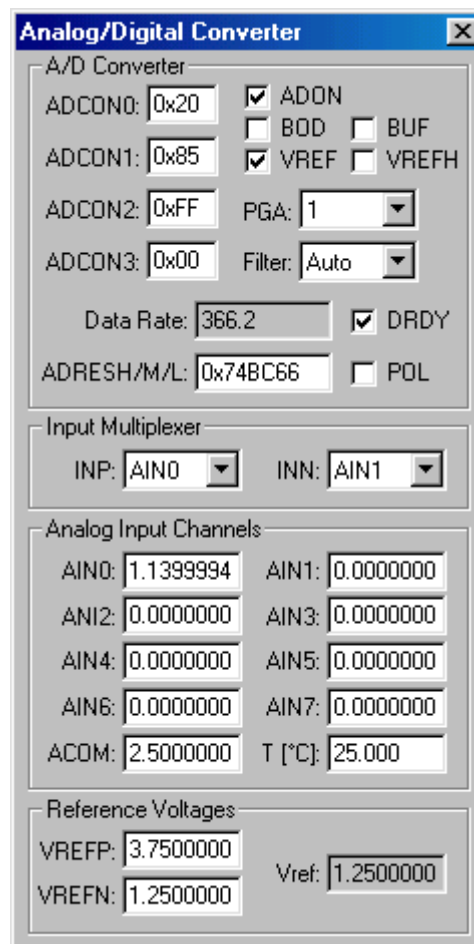 Analog/Digital Converter
A/D Converter
ADCON0: 0x20 ADON
BOD BUF
ADCON1: 0x85 VREF VREFH
ADCON2: 0xFF PGA: 1
ADCON3: 0x00 Filter: Auto
Data Rate: 366.2 DRDY
ADRESH/M/L: 0x74BC66 POL
Input Multiplexer
INP: AIN0 INN: AIN1
Analog Input Channels
AIN0: 1.1399994 AIN1: 0.0000000
ANI2: 0.0000000 AIN3: 0.0000000
AIN4: 0.0000000 AIN5: 0.0000000
AIN6: 0.0000000 AIN7: 0.0000000
ACOM: 2.5000000 T [°C]: 25.000
Reference Voltages
VREFP: 3.7500000
Vref: 1.2500000
VREFN: 1.2500000